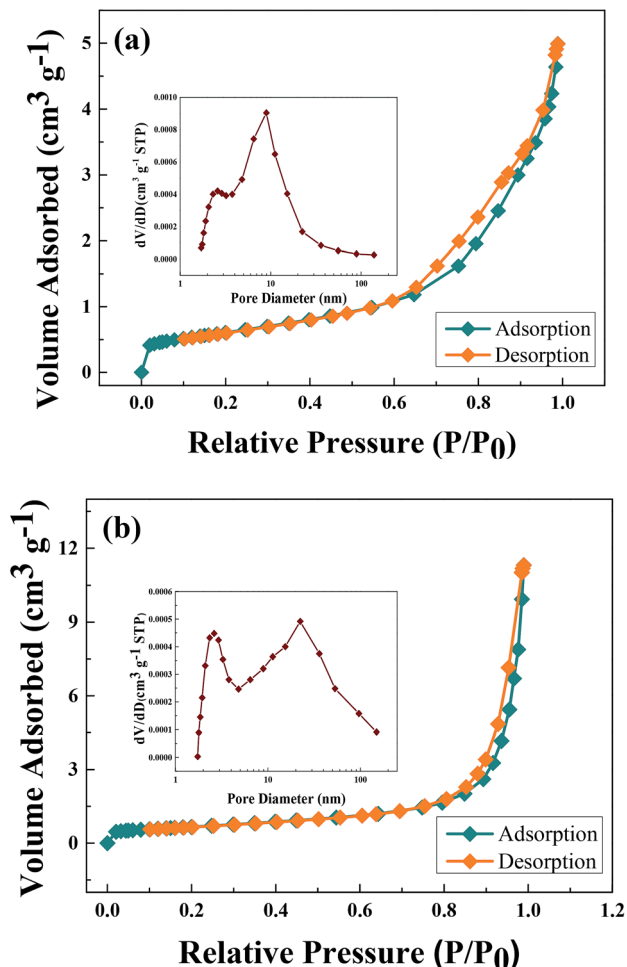 (a)
Volume Adsorbed (cm³ g⁻¹)
5
4
3
2
1
0
0.0 0.2 0.4 0.6 0.8 1.0
Relative Pressure (P/P₀)
Adsorption
Desorption
dV/dD(cm³ g⁻¹ STP)
0.0010
0.0008
0.0006
0.0004
0.0002
0.0000
1 10 100
Pore Diameter (nm)
(b)
Volume Adsorbed (cm³ g⁻¹)
12
9
6
3
0
0.0 0.2 0.4 0.6 0.8 1.0 1.2
Relative Pressure (P/P₀)
Adsorption
Desorption
dV/dD(cm³ g⁻¹ STP)
0.0006
0.0005
0.0004
0.0003
0.0002
0.0001
0.0000
1 10 100
Pore Diameter (nm)